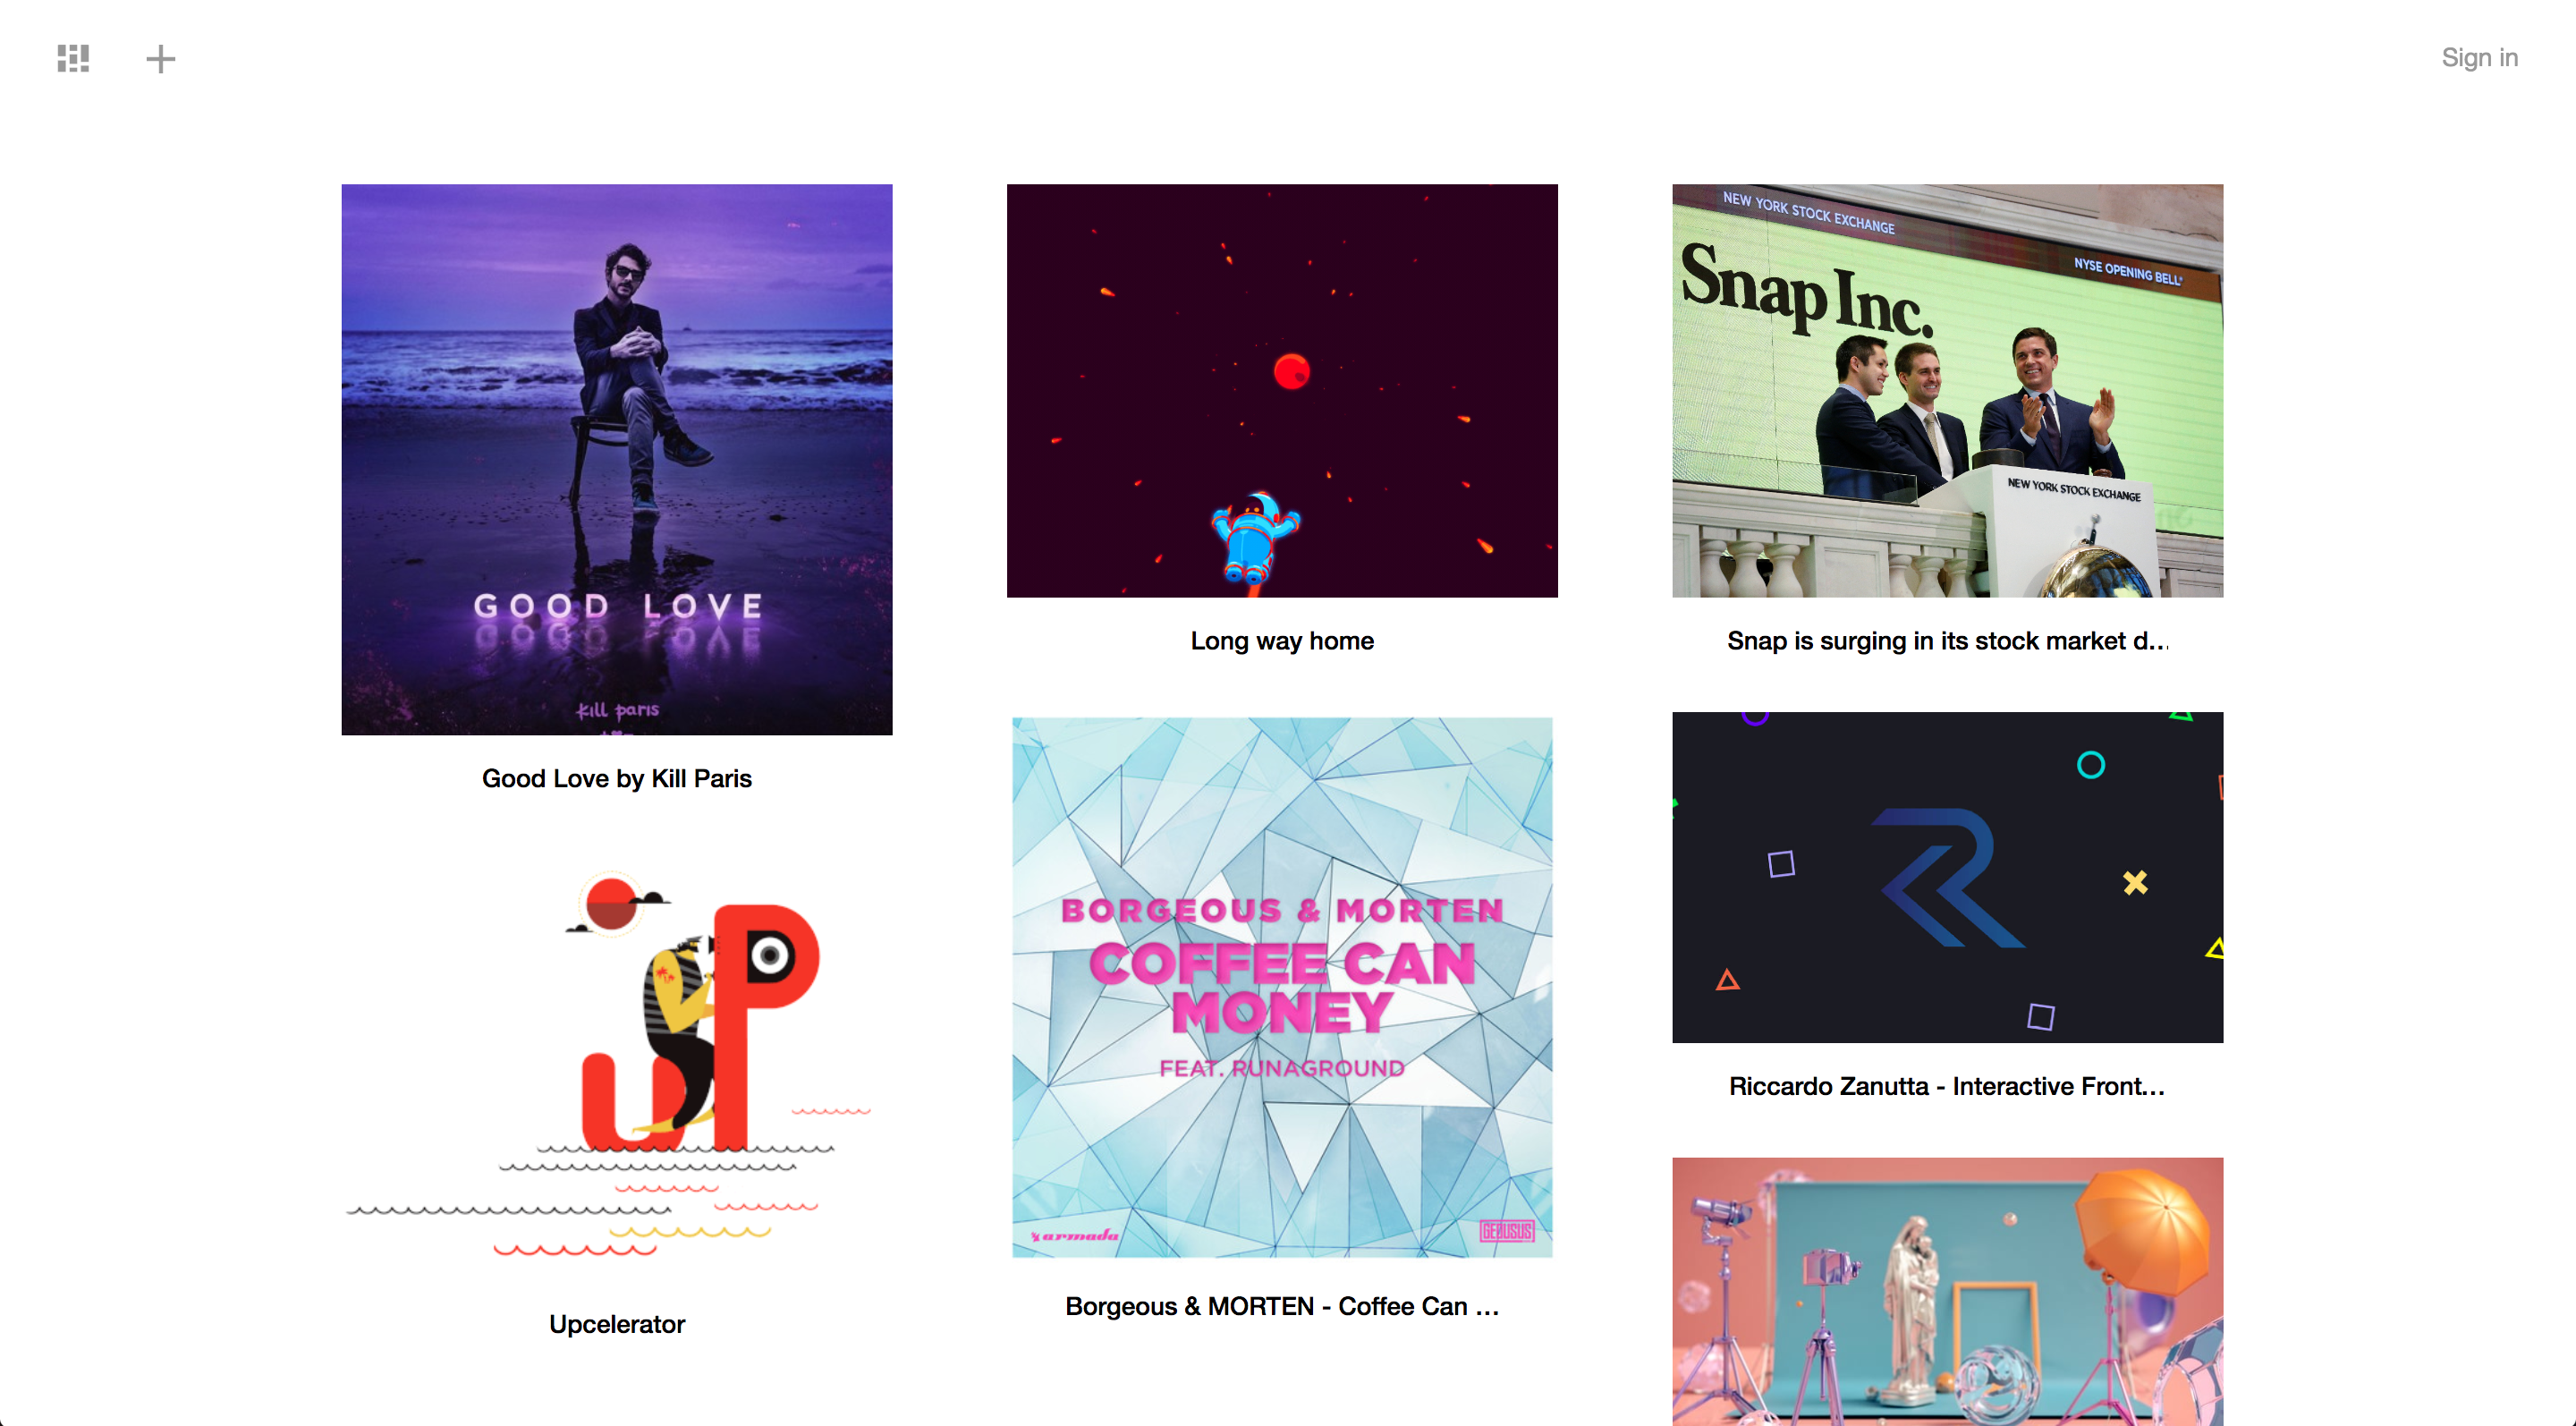 Sign in
GOOD LOVE
kill paris
Good Love by Kill Paris
Long way home
NEW YORK STOCK EXCHANGE
NYSE OPENING BELL
Snap Inc.
NEW YORK STOCK EXCHANGE
Snap is surging in its stock market d...
uP
Upcelerator
BORGEOUS & MORTEN
COFFEE CAN
MONEY
FEAT. RUNAGROUND
armada
GEOUSUS
Borgeous & MORTEN - Coffee Can ...
Riccardo Zanutta - Interactive Front...